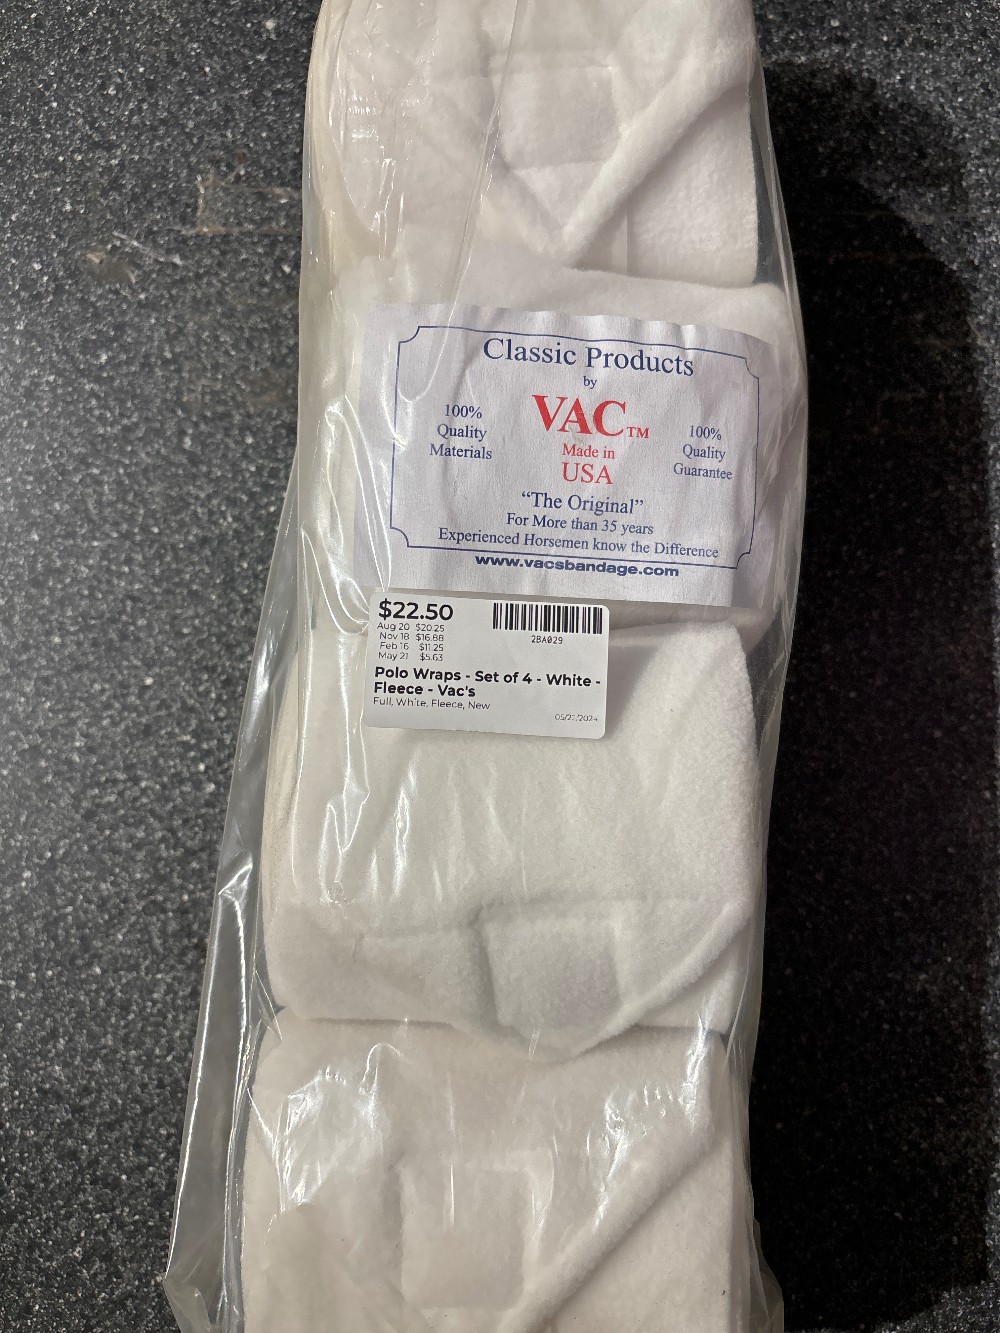 Classic Products
by
VAC™
100%
Quality
Materials
Made in
USA
100%
Quality
Guarantee
"The Original"
For More than 35 years
Experienced Horsemen know the Difference
www.vacsbandage.com
$22.50
Aug 20 $20.25
Nov 18 $16.88
Feb 16 $11.25
May 21 $5.63
2BA029
Polo Wraps - Set of 4 - White -
Fleece - Vac's
Full, White, Fleece, New